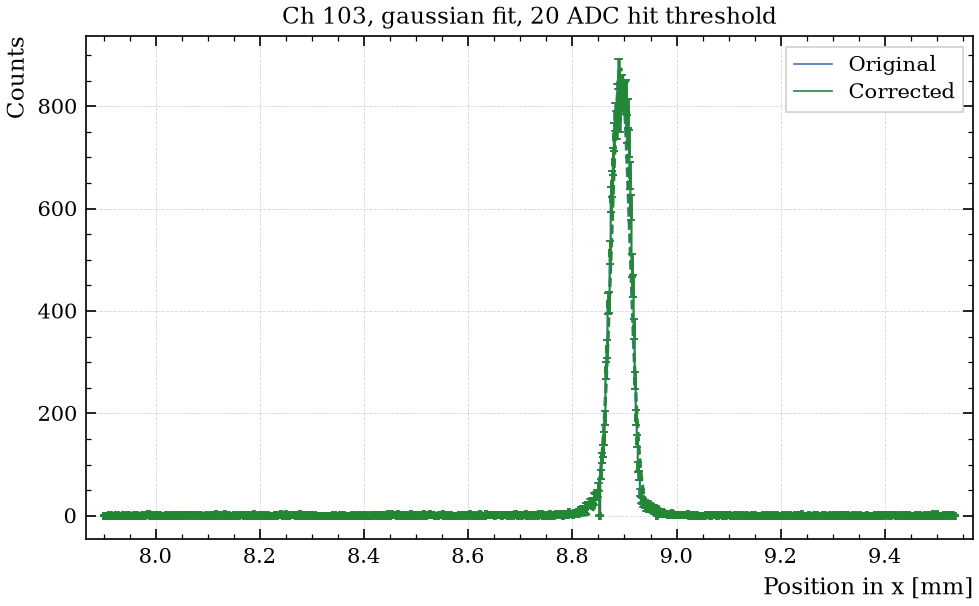 Ch 103, gaussian fit, 20 ADC hit threshold
Counts
Original
Corrected
800
600
400
200
0
8.0 8.2 8.4 8.6 8.8 9.0 9.2 9.4
Position in x [mm]